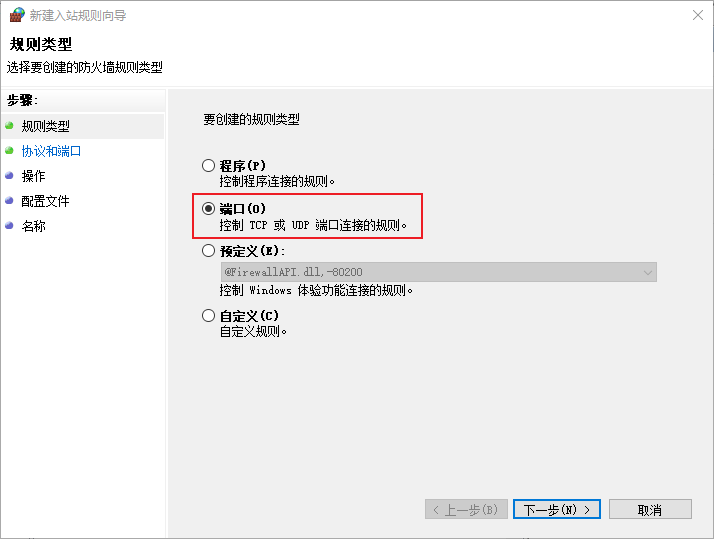 新建入站规则向导
规则类型
选择要创建的防火墙规则类型
步骤:
规则类型
协议和端口
操作
配置文件
名称
要创建的规则类型
程序(P)
控制程序连接的规则。
端口(O)
控制 TCP 或 UDP 端口连接的规则。
预定义(E):
@FirewallAPI.dll,-80200
控制 Windows 体验功能连接的规则。
自定义(C)
自定义规则。
< 上一步(B)
下一步(N) >
取消